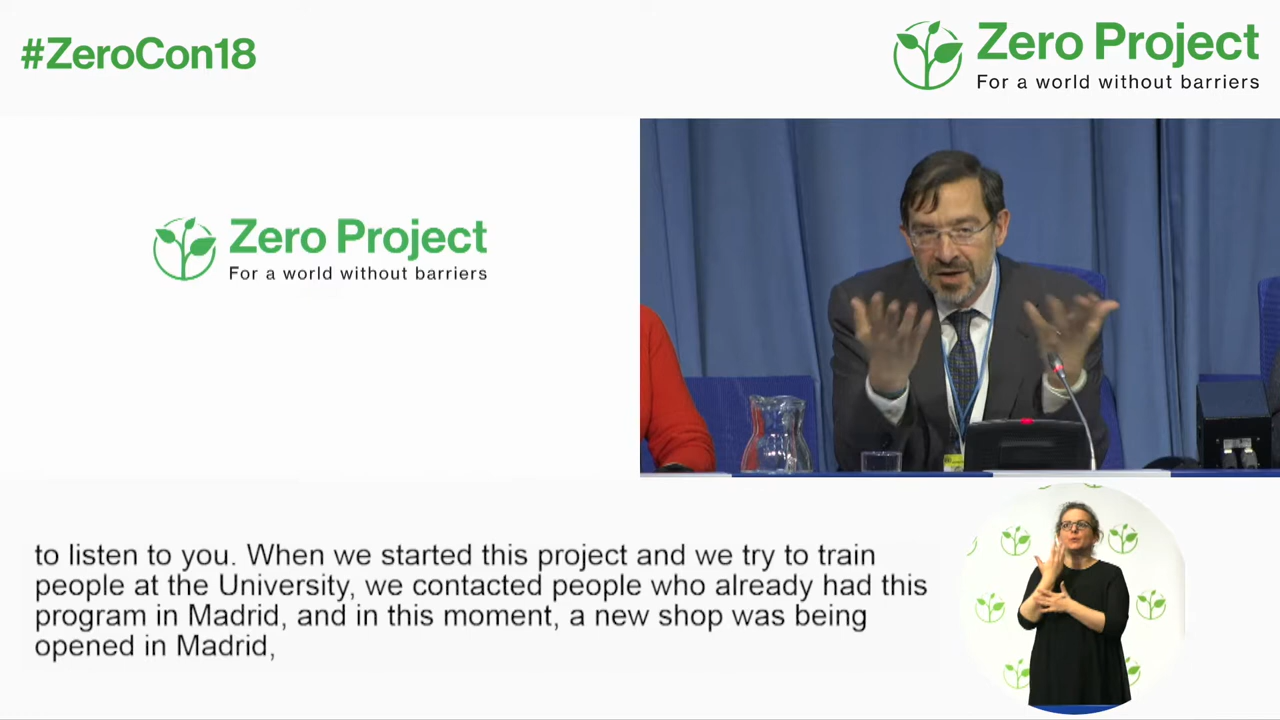 #ZeroCon18
Zero Project
For a world without barriers
Zero Project
For a world without barriers
to listen to you. When we started this project and we try to train
people at the University, we contacted people who already had this
program in Madrid, and in this moment, a new shop was being
opened in Madrid,